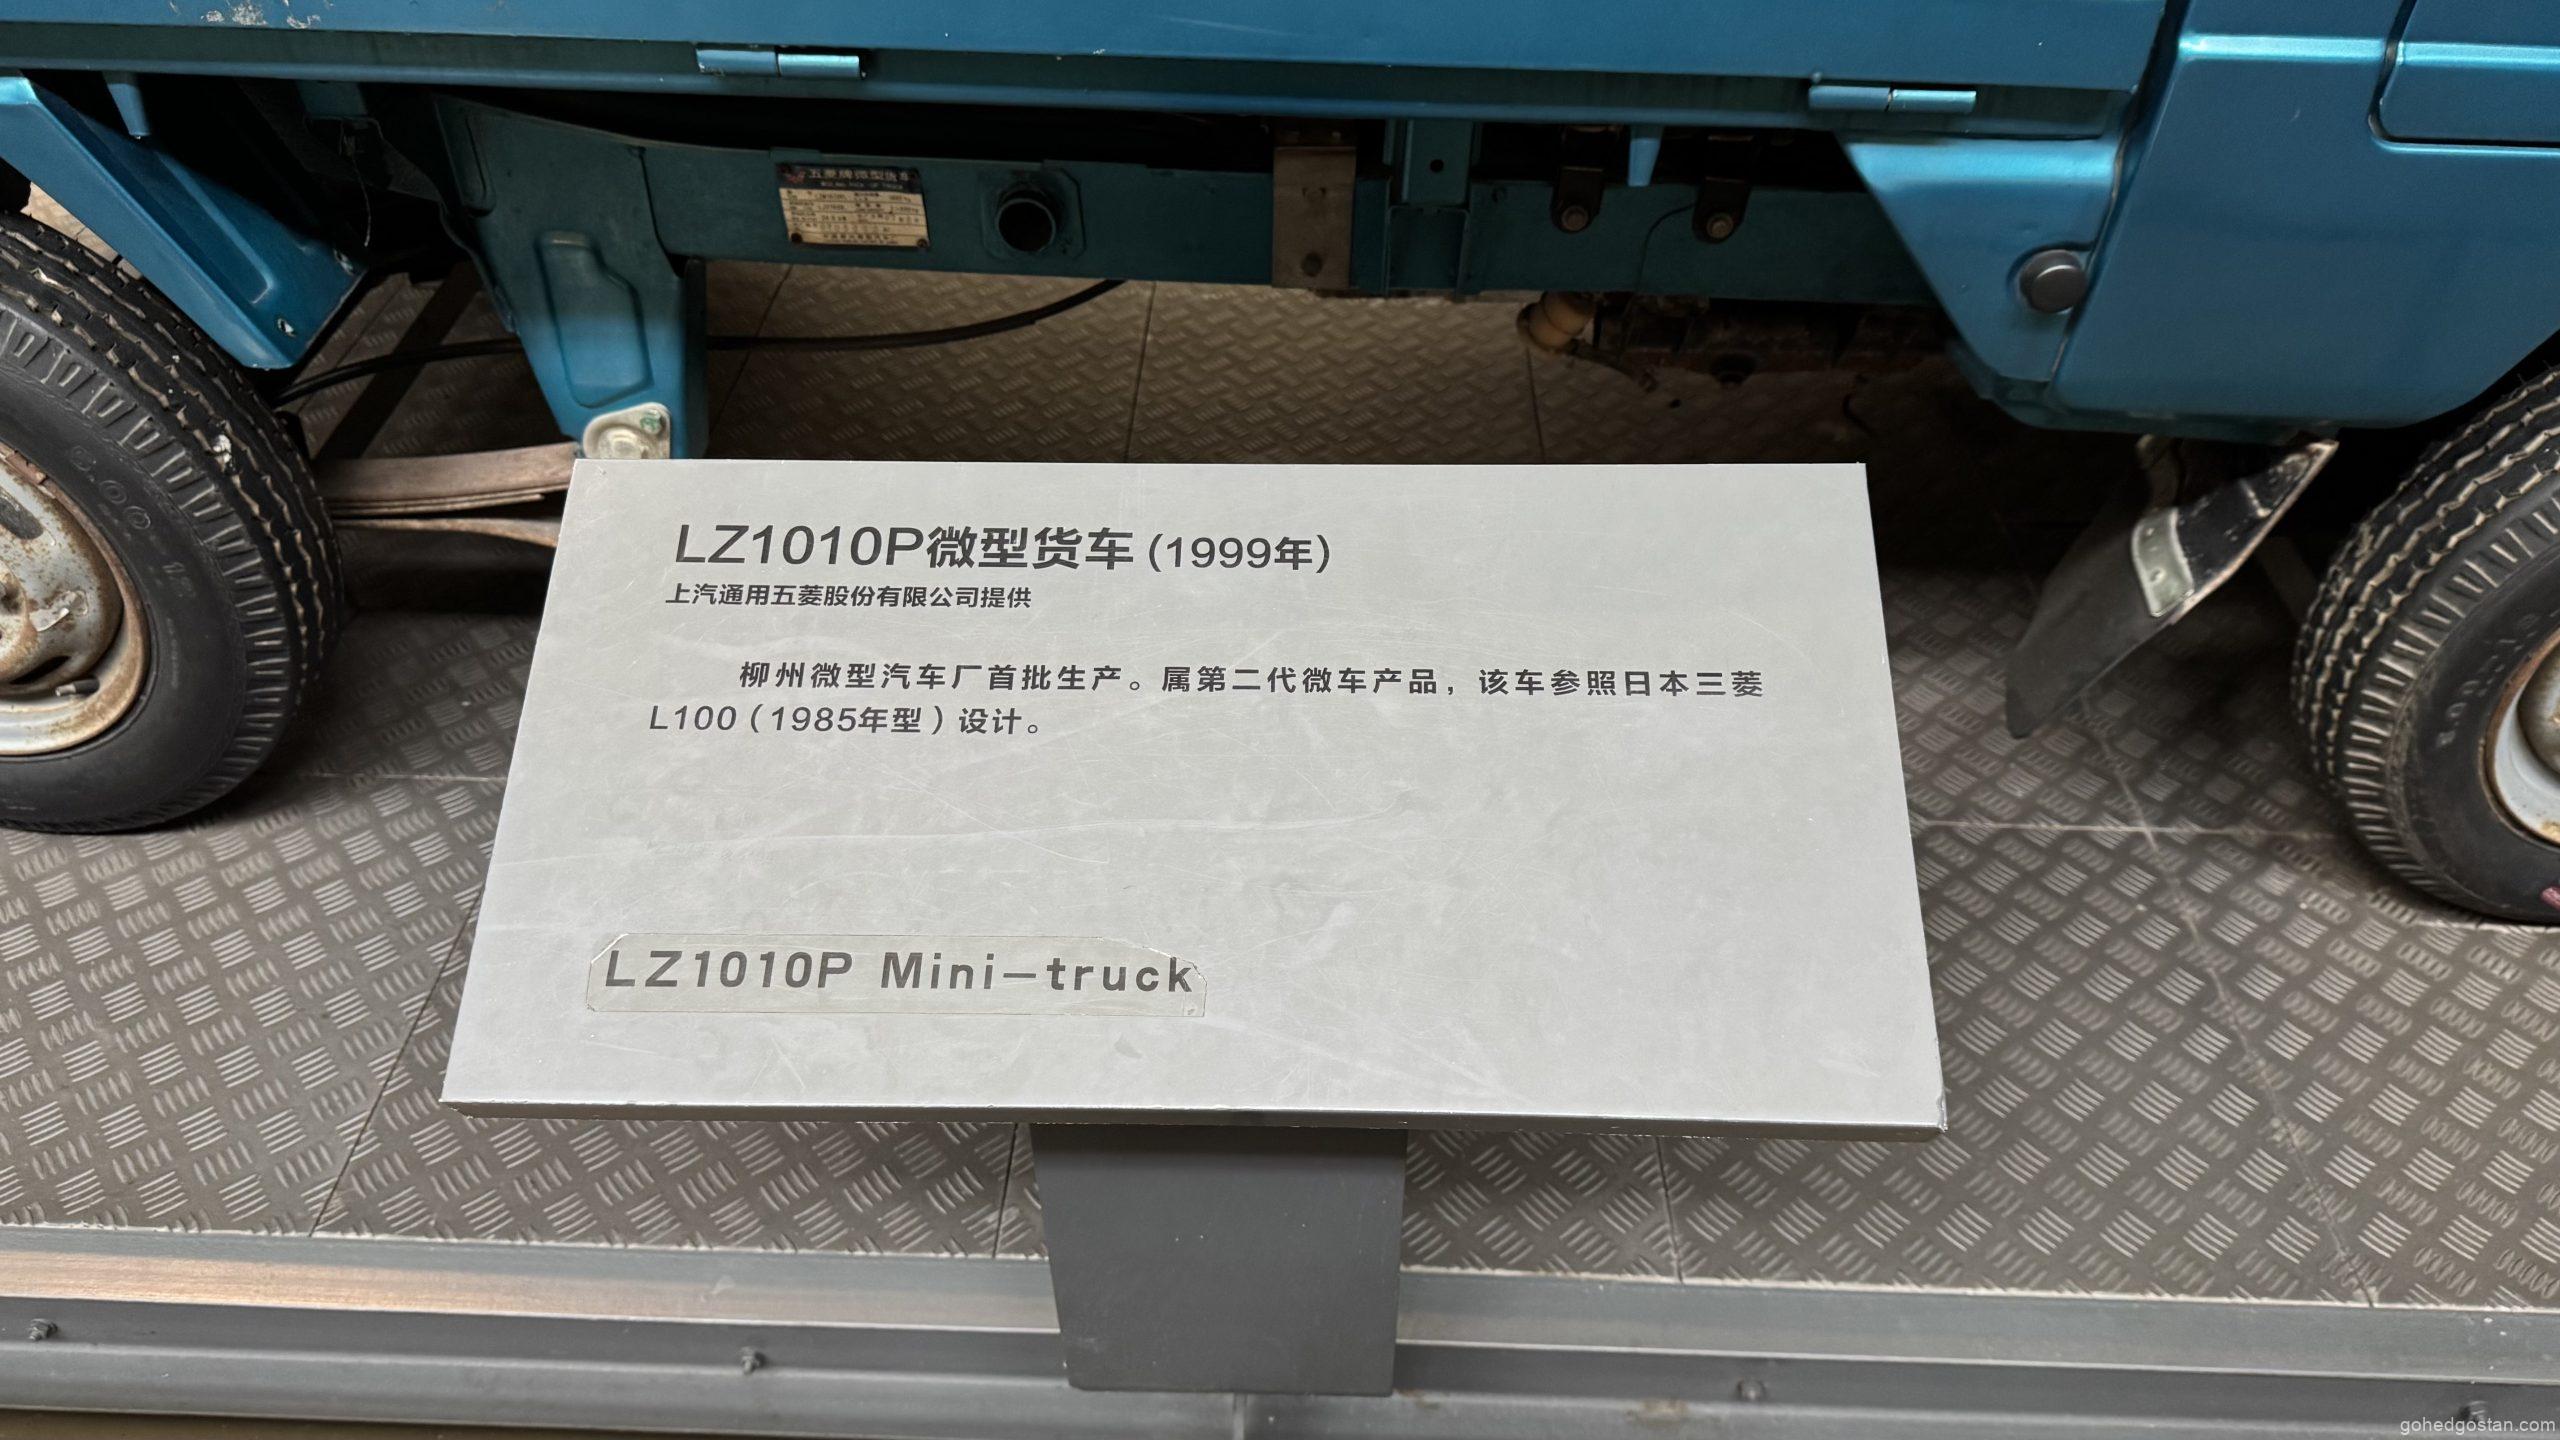 五菱牌微型货车
LZ1010P微型货车 (1999年)
上汽通用五菱股份有限公司提供
柳州微型汽车厂首批生产。属第二代微车产品，该车参照日本三菱
L100（1985年型）设计。
LZ1010P Mini-truck
gohedgostan.com